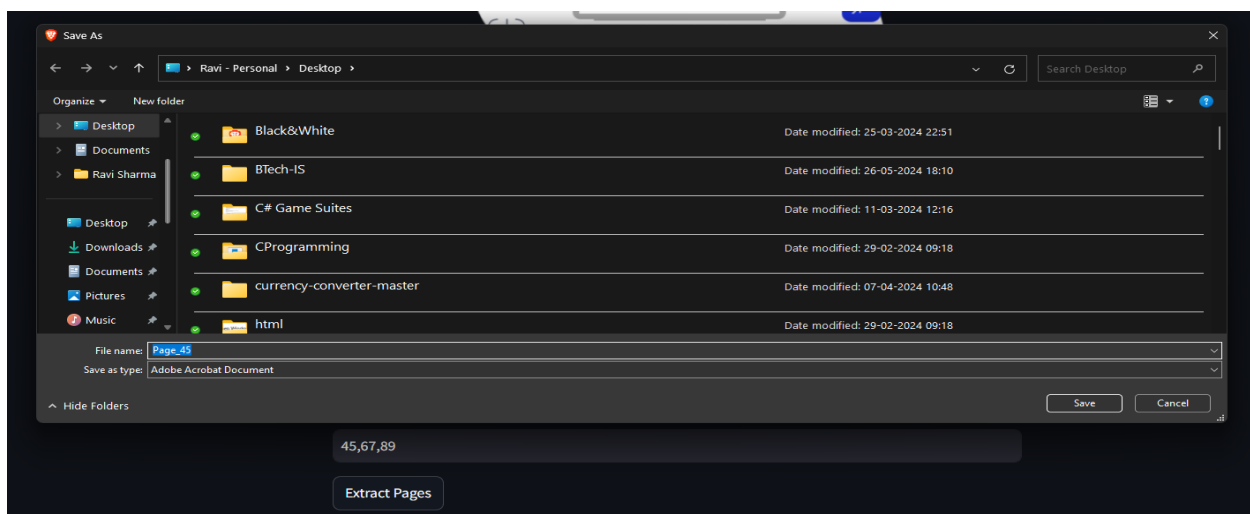 Save As
Ravi - Personal > Desktop >
Search Desktop
Organize
New folder
Desktop
Documents
Ravi Sharma
Desktop
Downloads
Documents
Pictures
Music
Black&White Date modified: 25-03-2024 22:51
BTech-IS Date modified: 26-05-2024 18:10
C# Game Suites Date modified: 11-03-2024 12:16
CProgramming Date modified: 29-02-2024 09:18
currency-converter-master Date modified: 07-04-2024 10:48
html Date modified: 29-02-2024 09:18
File name: Page_45
Save as type: Adobe Acrobat Document
Hide Folders
Save
Cancel
45,67,89
Extract Pages